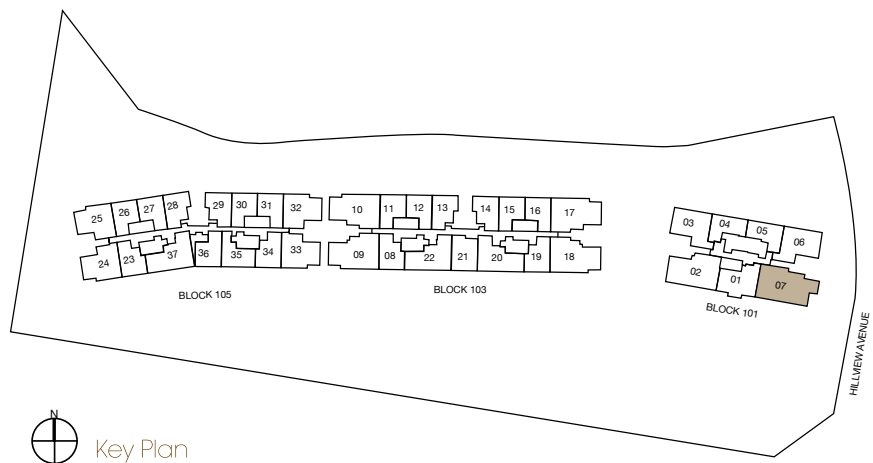 25 26 27 28 29 30 31 32 10 11 12 13 14 15 16 17 03 04 05 06
24 23 37 36 35 34 33 09 08 22 21 20 19 18 02 01 07
BLOCK 105 BLOCK 103 BLOCK 101
HILLVIEW AVENUE
N
Key Plan